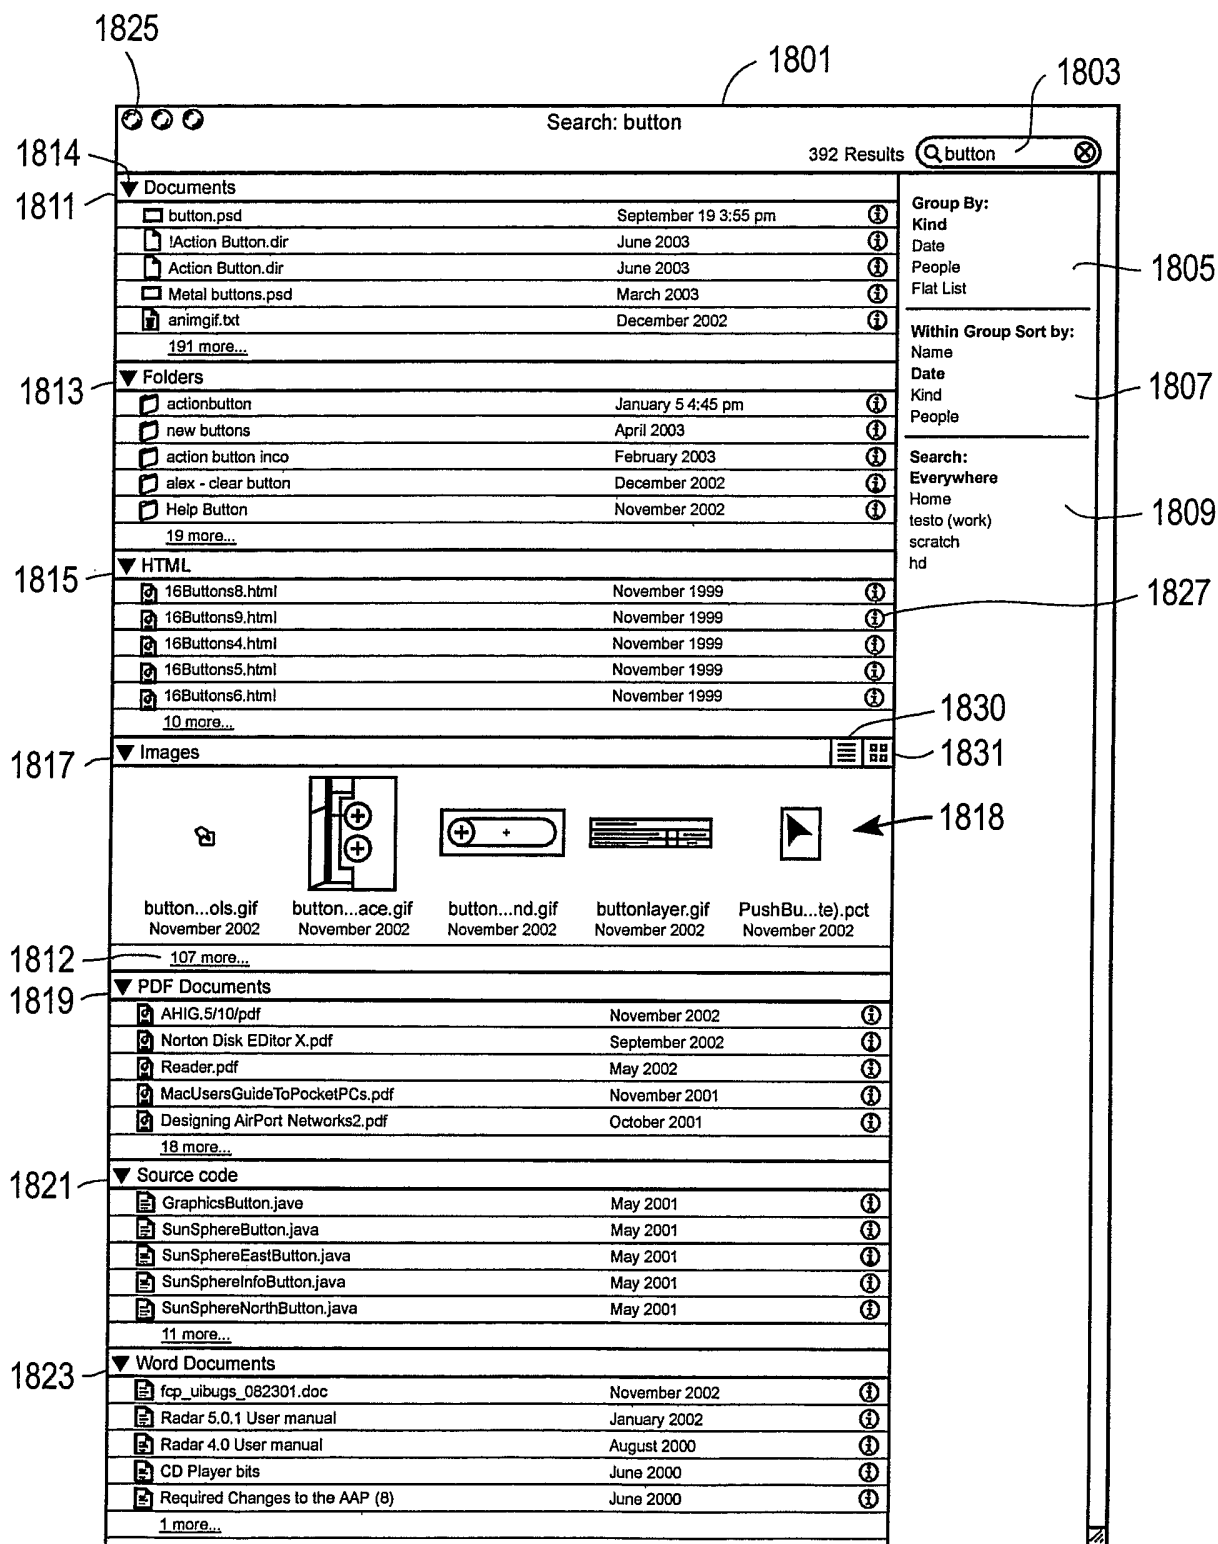 1825
1801
1803
Search: button
392 Results button
1814
1811
Documents
button.psd September 19 3:55 pm
!Action Button.dir June 2003
Action Button.dir June 2003
Metal buttons.psd March 2003
animgif.txt December 2002
191 more...
Group By:
Kind
Date
People
Flat List
1805
Within Group Sort by:
Name
Date
Kind
People
1807
Search:
Everywhere
Home
testo (work)
scratch
hd
1809
1813
Folders
actionbutton January 5 4:45 pm
new buttons April 2003
action button inco February 2003
alex - clear button December 2002
Help Button November 2002
19 more...
1815
HTML
16Buttons8.html November 1999
16Buttons9.html November 1999
16Buttons4.html November 1999
16Buttons5.html November 1999
16Buttons6.html November 1999
10 more...
1827
1830
1831
1817
Images
1818
button...ols.gif button...ace.gif button...nd.gif buttonlayer.gif PushBu...te).pct
November 2002 November 2002 November 2002 November 2002 November 2002
1812
107 more...
1819
PDF Documents
AHIG.5/10/pdf November 2002
Norton Disk EDitor X.pdf September 2002
Reader.pdf May 2002
MacUsersGuideToPocketPCs.pdf November 2001
Designing AirPort Networks2.pdf October 2001
18 more...
1821
Source code
GraphicsButton.jave May 2001
SunSphereButton.java May 2001
SunSphereEastButton.java May 2001
SunSphereInfoButton.java May 2001
SunSphereNorthButton.java May 2001
11 more...
1823
Word Documents
fcp_uibugs_082301.doc November 2002
Radar 5.0.1 User manual January 2002
Radar 4.0 User manual August 2000
CD Player bits June 2000
Required Changes to the AAP (8) June 2000
1 more...